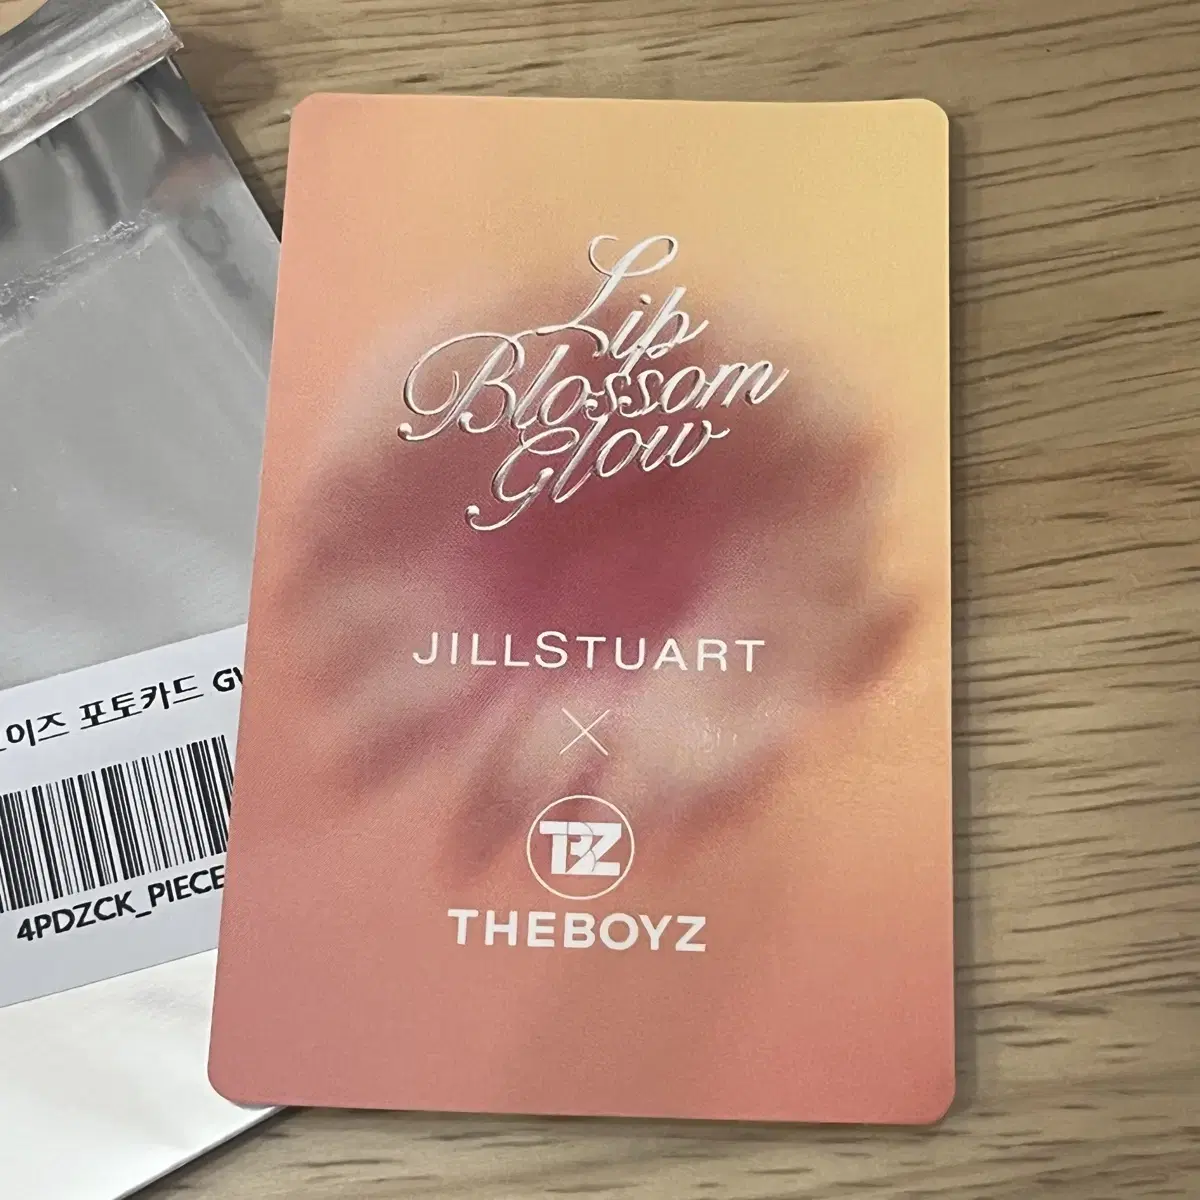 Lip
Blossom
Glow
JILLSTUART
×
TBZ
THEBOYZ
이즈 포토카드
4PDZCK_PIECE